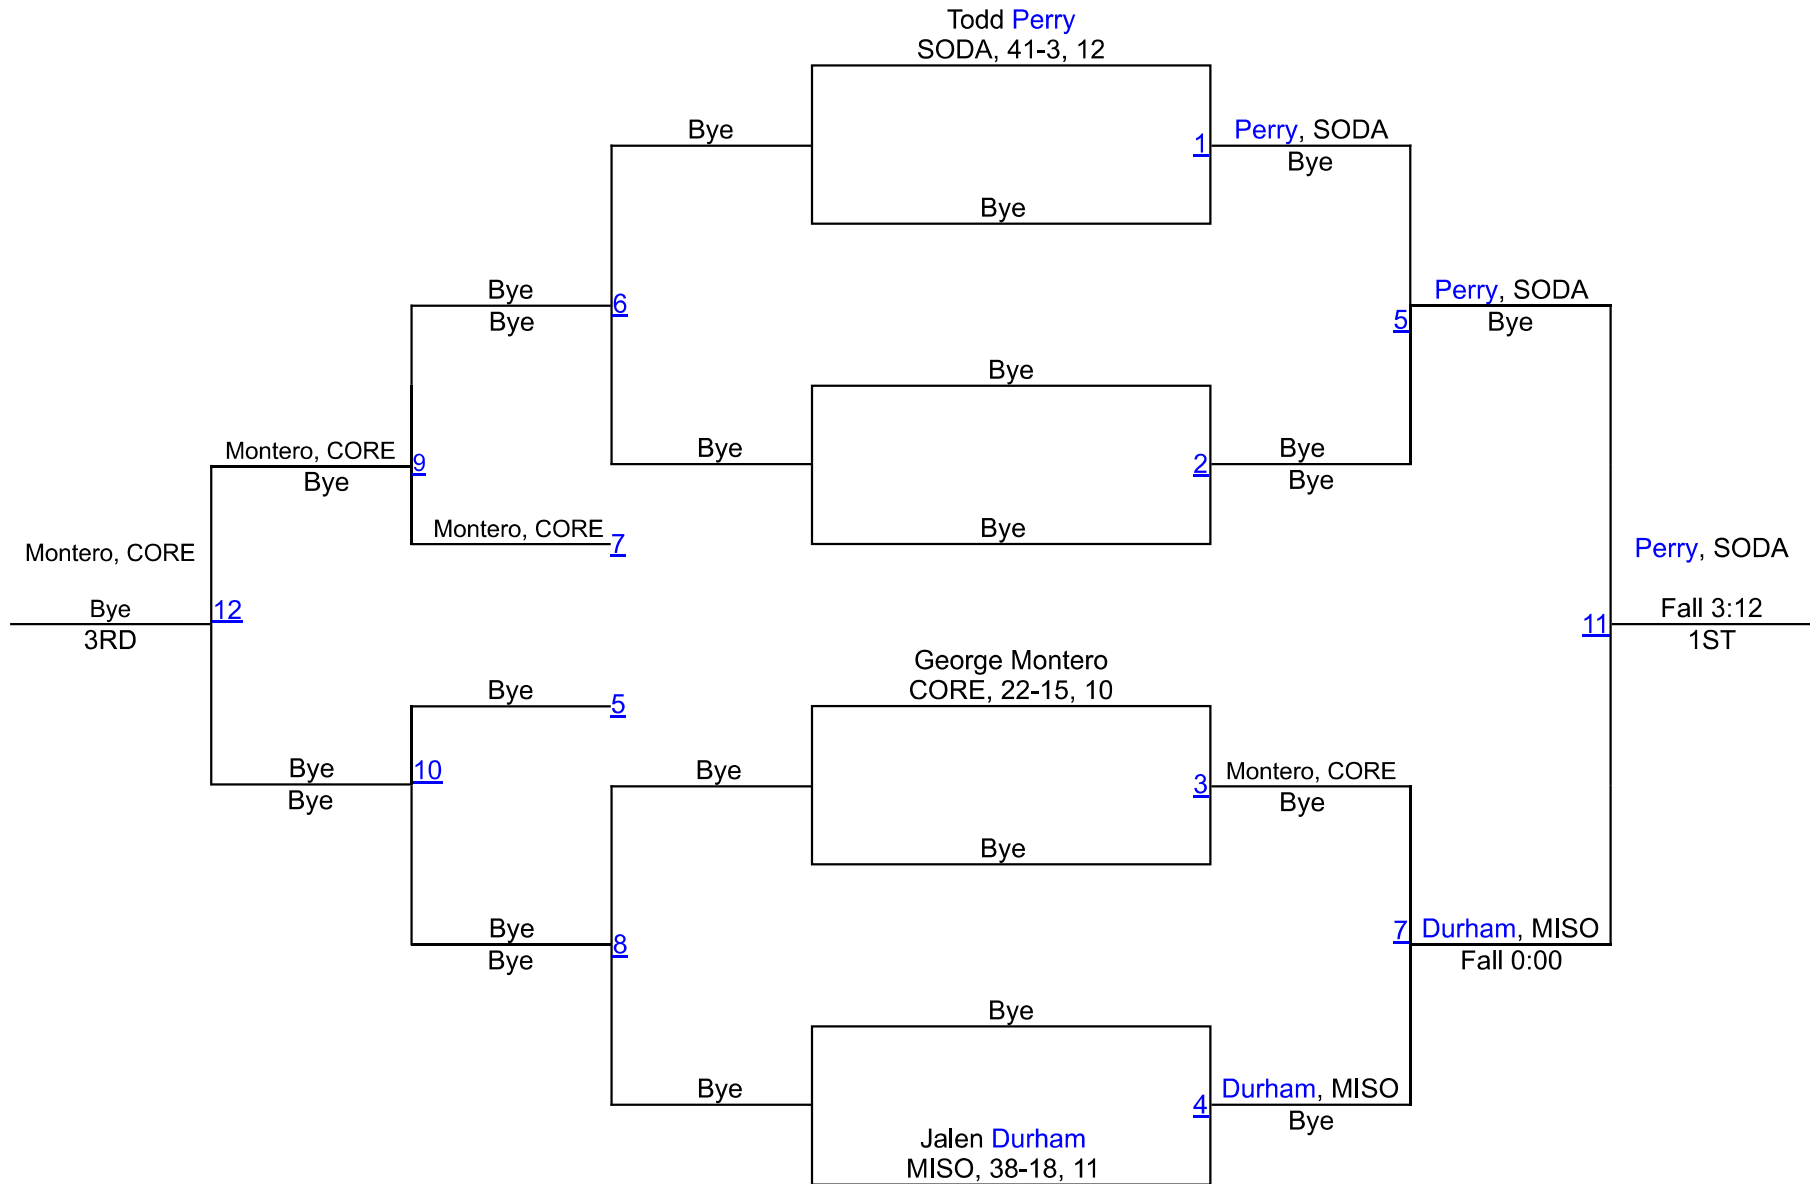 Todd Perry
SODA, 41-3, 12
Bye
1
Perry, SODA
Bye
Bye
Bye
6
Bye
Perry, SODA
5
Bye
Bye
Bye
2
Bye
Bye
Bye
Montero, CORE
9
Bye
Montero, CORE
7
Montero, CORE
Bye
12
3RD
Perry, SODA
Fall 3:12
11
1ST
George Montero
CORE, 22-15, 10
Bye
5
Bye
10
Bye
Bye
3
Montero, CORE
Bye
Bye
Bye
8
Bye
7
Durham, MISO
Fall 0:00
Bye
Bye
4
Durham, MISO
Bye
Jalen Durham
MISO, 38-18, 11